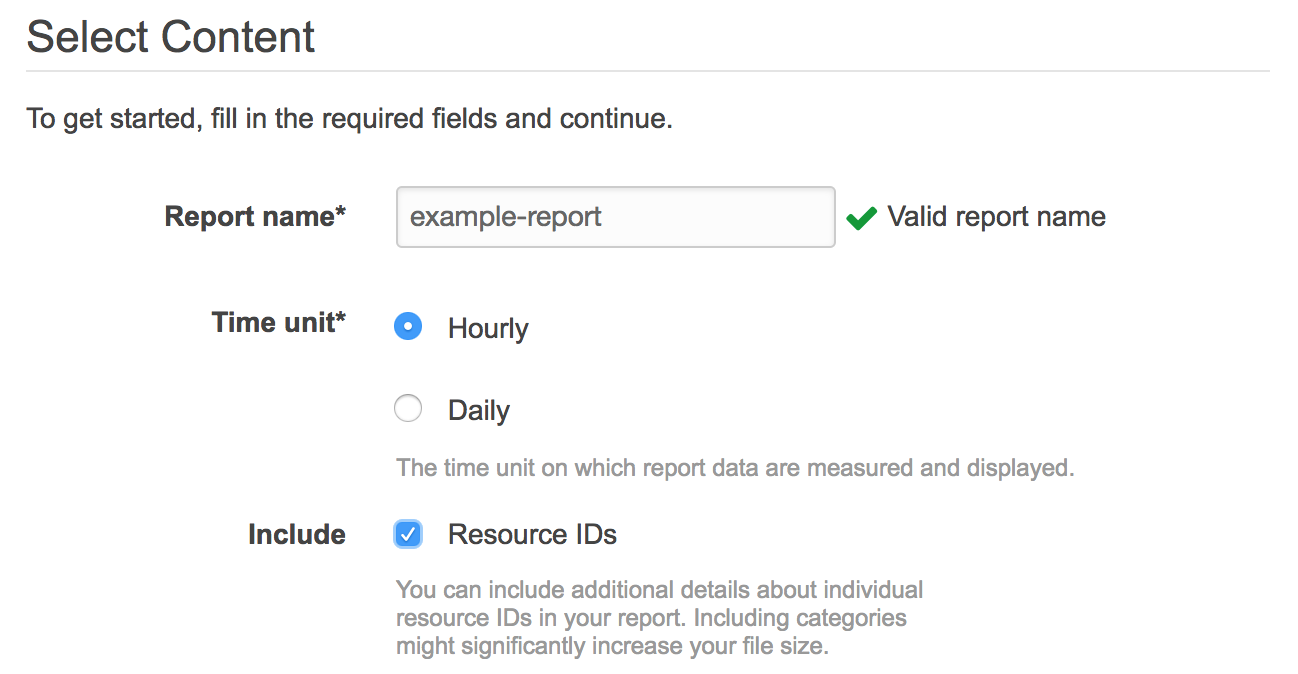 Select Content
To get started, fill in the required fields and continue.
Report name* example-report Valid report name
Time unit* Hourly
Daily
The time unit on which report data are measured and displayed.
Include Resource IDs
You can include additional details about individual
resource IDs in your report. Including categories
might significantly increase your file size.